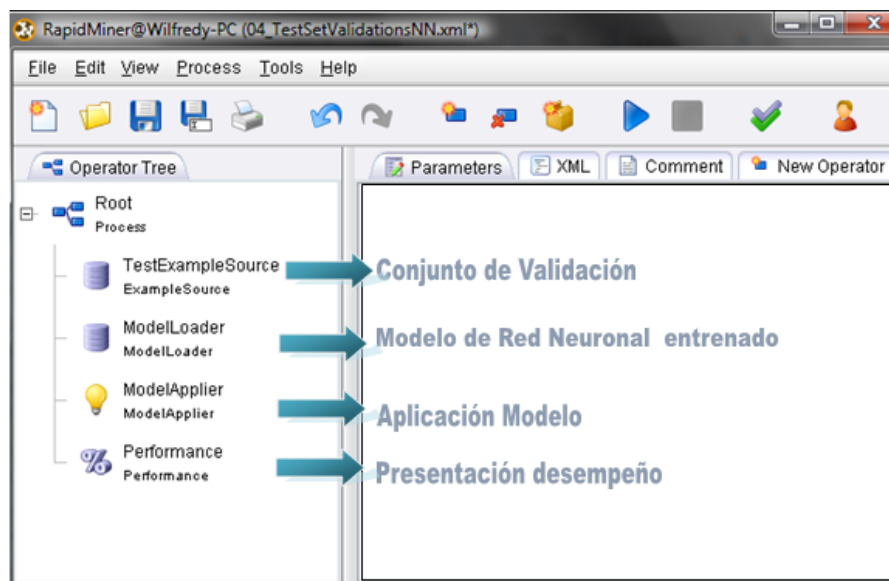 RapidMiner@Wilfredy-PC (04_TestSetValidationsNN.xml*)
File Edit View Process Tools Help
Operator Tree
Parameters XML Comment New Operator
Root
Process
TestExampleSource
ExampleSource
Conjunto de Validación
ModelLoader
ModelLoader
Modelo de Red Neuronal entrenado
ModelApplier
ModelApplier
Aplicación Modelo
Performance
Performance
Presentación desempeño